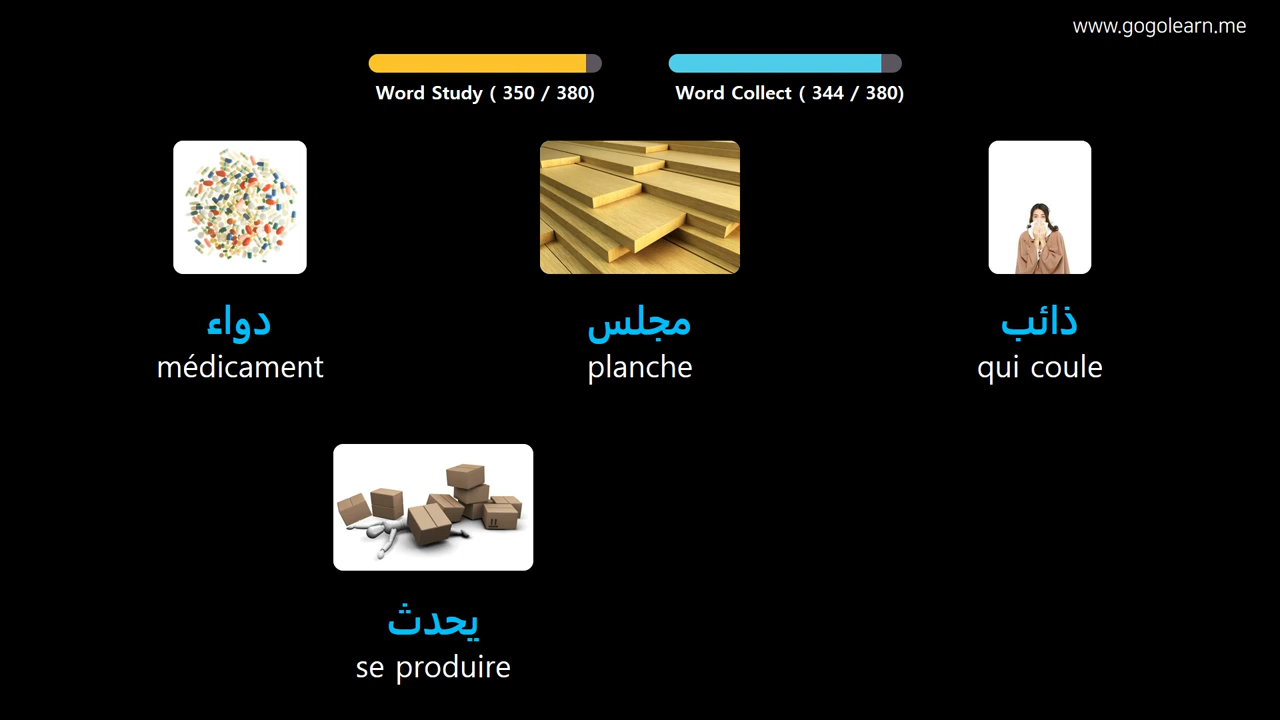 www.gogolearn.me
Word Study ( 350 / 380)
Word Collect ( 344 / 380)
دواء
médicament
مجلس
planche
ذائب
qui coule
يحدث
se produire